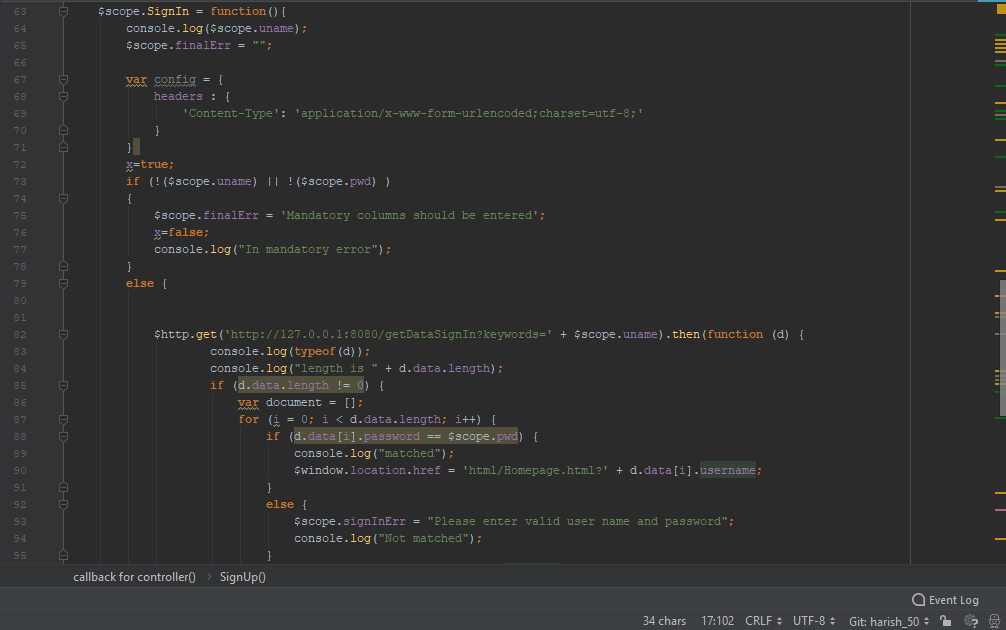 63 $scope.SignIn = function(){
64 console.log($scope.uname);
65 $scope.finalErr = "";
66
67 var config = {
68 headers : {
69 'Content-Type': 'application/x-www-form-urlencoded;charset=utf-8;'
70 }
71 }
72 x=true;
73 if (!($scope.uname) || !($scope.pwd) )
74 {
75 $scope.finalErr = 'Mandatory columns should be entered';
76 x=false;
77 console.log("In mandatory error");
78 }
79 else {
80
81
82 $http.get('http://127.0.0.1:8080/getDataSignIn?keywords=' + $scope.uname).then(function (d) {
83 console.log(typeof(d));
84 console.log("length is " + d.data.length);
85 if (d.data.length != 0) {
86 var document = [];
87 for (i = 0; i < d.data.length; i++) {
88 if (d.data[i].password == $scope.pwd) {
89 console.log("matched");
90 $window.location.href = 'html/Homepage.html?' + d.data[i].username;
91 }
92 else {
93 $scope.signInErr = "Please enter valid user name and password";
94 console.log("Not matched");
95 }
callback for controller() › SignUp()
Event Log
34 chars 17:102 CRLF UTF-8 Git: harish_50